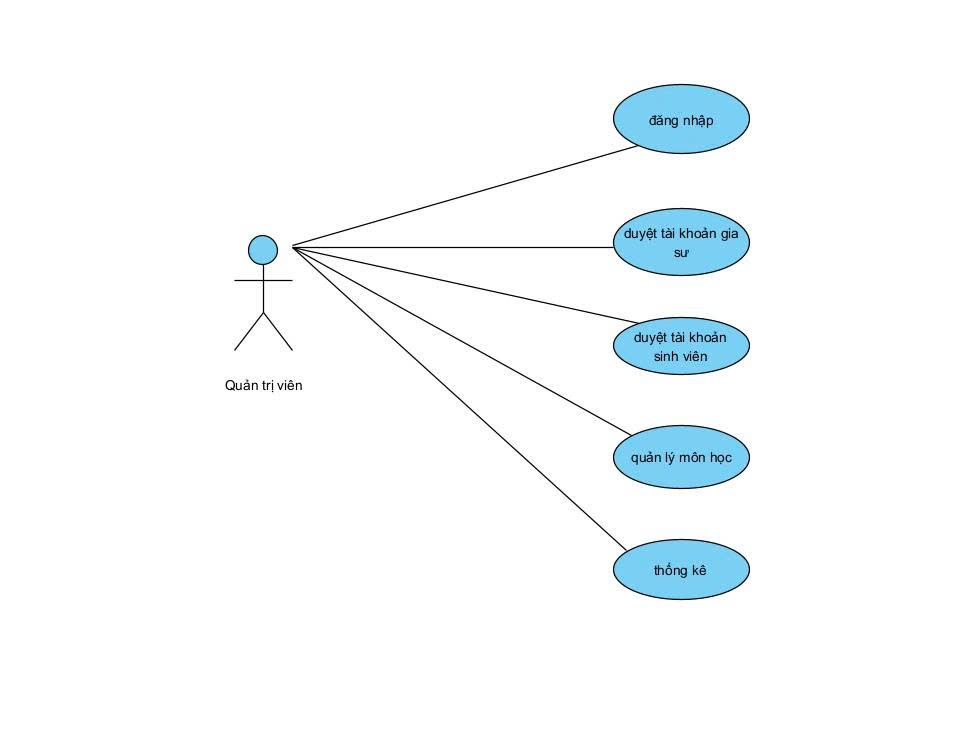 đăng nhập
duyệt tài khoản gia
sư
duyệt tài khoản
sinh viên
Quản trị viên
quản lý môn học
thống kê